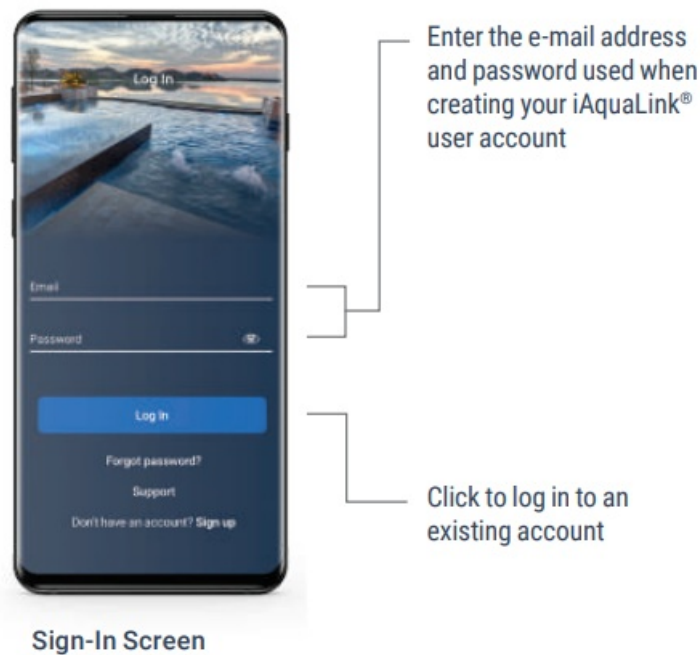 Log In
Enter the e-mail address
and password used when
creating your iAquaLink®
user account
Email
Password
Log In
Forgot password?
Support
Don't have an account? Sign up
Click to log in to an
existing account
Sign-In Screen